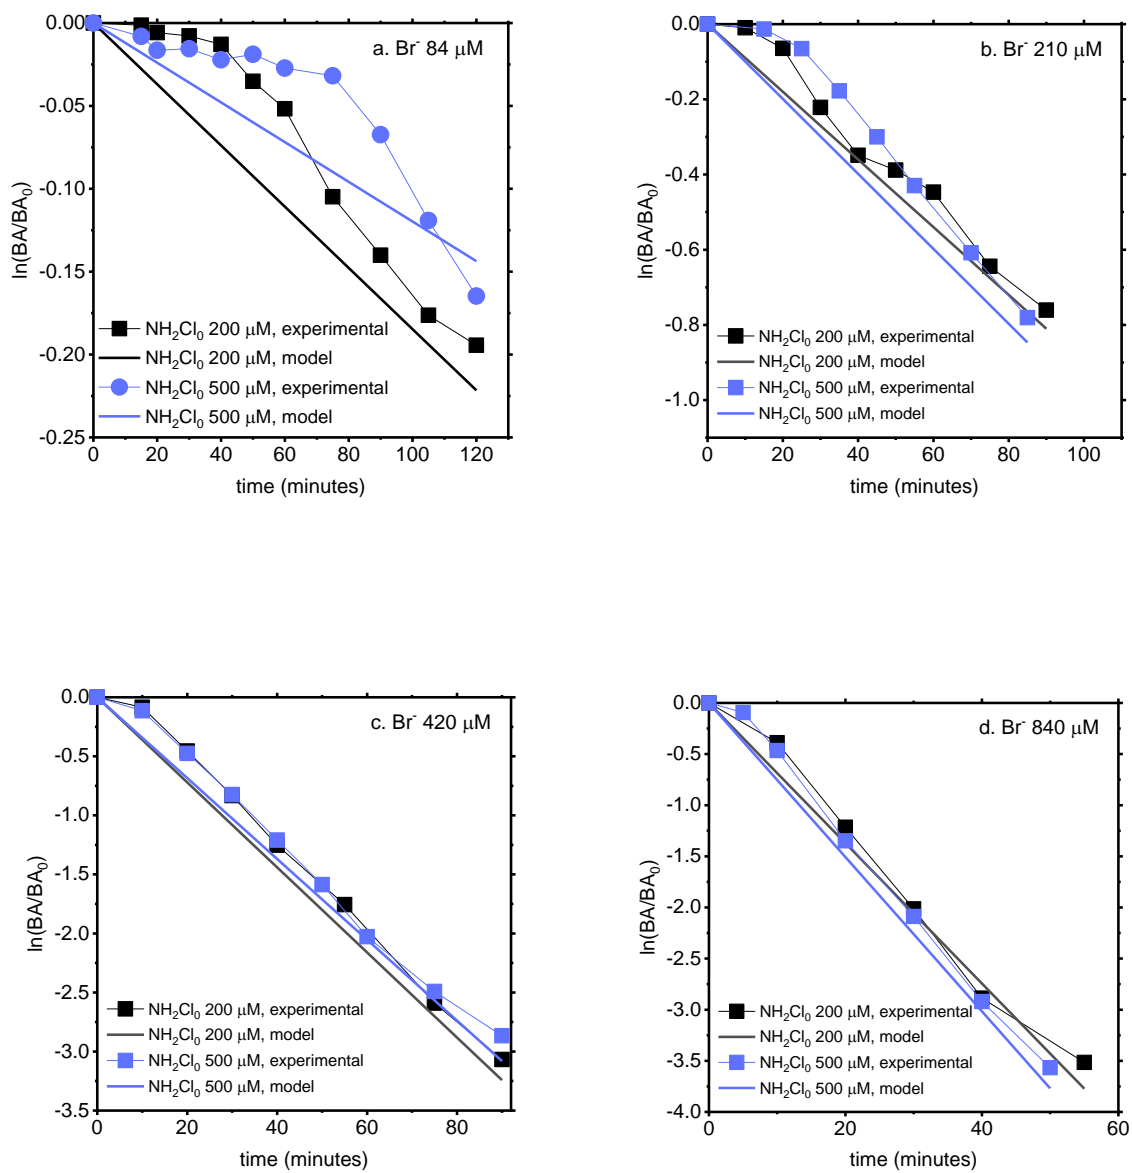 a. Br⁻ 84 μM
0.00
-0.05
-0.10
-0.15
-0.20
-0.25
ln(BA/BA₀)
NH₂Cl₀ 200 μM, experimental
NH₂Cl₀ 200 μM, model
NH₂Cl₀ 500 μM, experimental
NH₂Cl₀ 500 μM, model
0 20 40 60 80 100 120
time (minutes)
b. Br⁻ 210 μM
0.0
-0.2
-0.4
-0.6
-0.8
-1.0
ln(BA/BA₀)
NH₂Cl₀ 200 μM, experimental
NH₂Cl₀ 200 μM, model
NH₂Cl₀ 500 μM, experimental
NH₂Cl₀ 500 μM, model
0 20 40 60 80 100
time (minutes)
c. Br⁻ 420 μM
0.0
-0.5
-1.0
-1.5
-2.0
-2.5
-3.0
-3.5
ln(BA/BA₀)
NH₂Cl₀ 200 μM, experimental
NH₂Cl₀ 200 μM, model
NH₂Cl₀ 500 μM, experimental
NH₂Cl₀ 500 μM, model
0 20 40 60 80
time (minutes)
d. Br⁻ 840 μM
0.0
-0.5
-1.0
-1.5
-2.0
-2.5
-3.0
-3.5
-4.0
ln(BA/BA₀)
NH₂Cl₀ 200 μM, experimental
NH₂Cl₀ 200 μM, model
NH₂Cl₀ 500 μM, experimental
NH₂Cl₀ 500 μM, model
0 20 40 60
time (minutes)